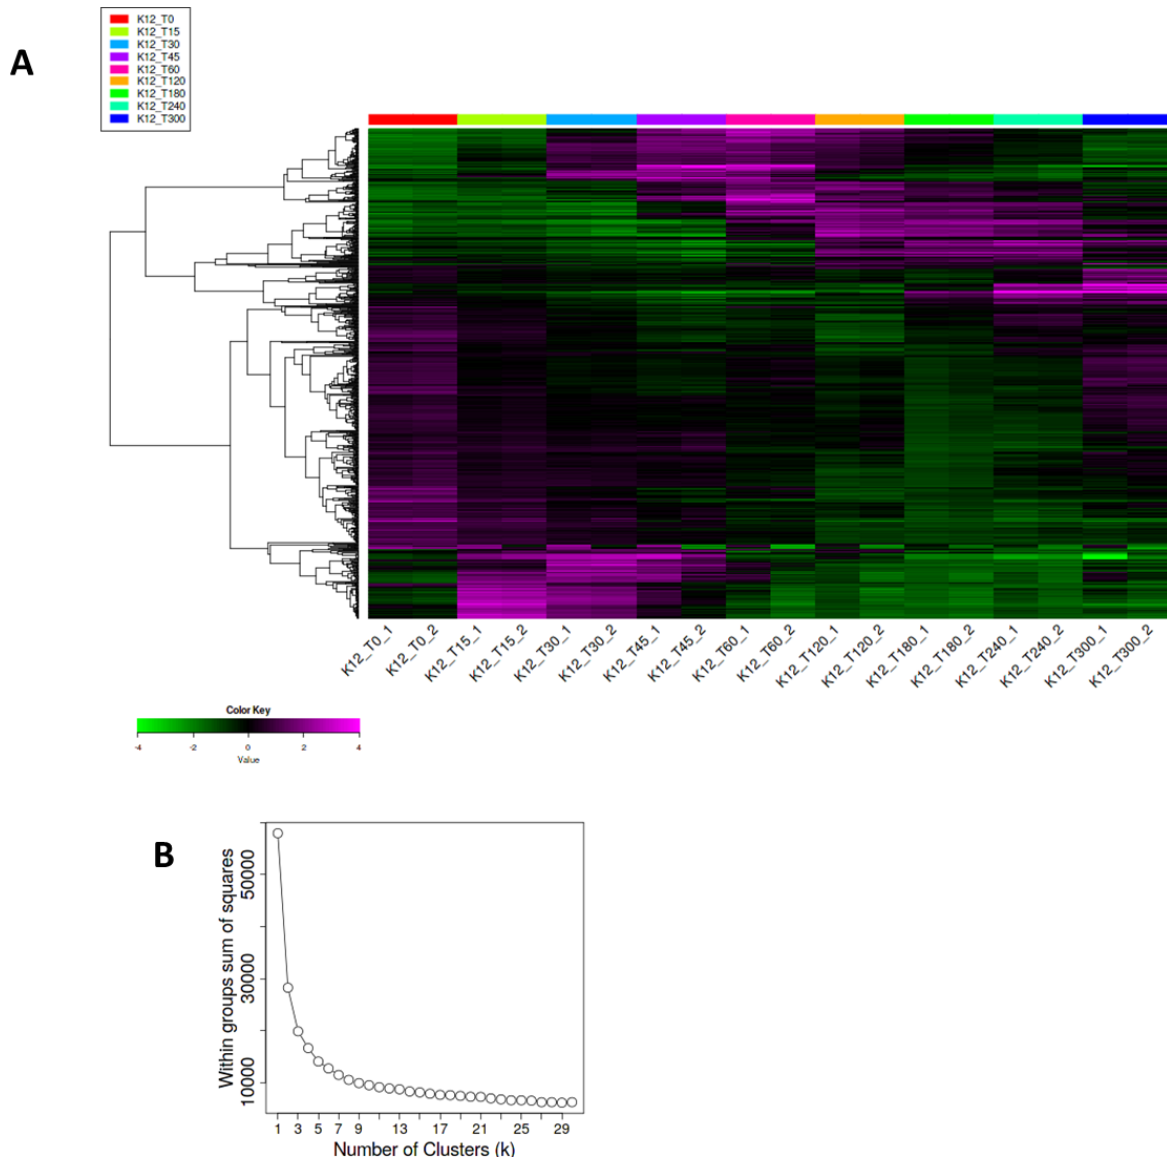 A
K12_T0
K12_T15
K12_T30
K12_T45
K12_T60
K12_T120
K12_T180
K12_T240
K12_T300
K12_T0_1
K12_T0_2
K12_T15_1
K12_T15_2
K12_T30_1
K12_T30_2
K12_T45_1
K12_T45_2
K12_T60_1
K12_T60_2
K12_T120_1
K12_T120_2
K12_T180_1
K12_T180_2
K12_T240_1
K12_T240_2
K12_T300_1
K12_T300_2
Color Key
-4 -2 0 2 4
Value
B
Within groups sum of squares
50000
30000
10000
1 3 5 7 9 13 17 21 25 29
Number of Clusters (k)